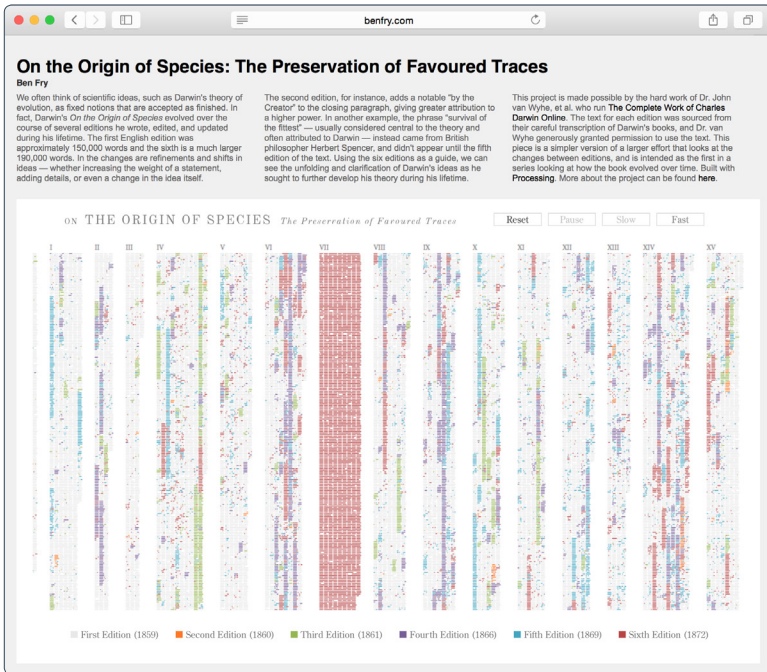 benfry.com
On the Origin of Species: The Preservation of Favoured Traces
Ben Fry
We often think of scientific ideas, such as Darwin's theory of
evolution, as fixed notions that are accepted as finished. In
fact, Darwin's On the Origin of Species evolved over the
course of several editions he wrote, edited, and updated
during his lifetime. The first English edition was
approximately 150,000 words and the sixth is a much larger
190,000 words. In the changes are refinements and shifts in
ideas — whether increasing the weight of a statement,
adding details, or even a change in the idea itself.
The second edition, for instance, adds a notable "by the
Creator" to the closing paragraph, giving greater attribution to
a higher power. In another example, the phrase "survival of
the fittest" — usually considered central to the theory and
often attributed to Darwin — instead came from British
philosopher Herbert Spencer, and didn't appear until the fifth
edition of the text. Using the six editions as a guide, we can
see the unfolding and clarification of Darwin's ideas as he
sought to further develop his theory during his lifetime.
This project is made possible by the hard work of Dr. John
van Wyhe, et al. who run The Complete Work of Charles
Darwin Online. The text for each edition was sourced from
their careful transcription of Darwin's books, and Dr. van
Wyhe generously granted permission to use the text. This
piece is a simpler version of a larger effort that looks at the
changes between editions, and is intended as the first in a
series looking at how the book evolved over time. Built with
Processing. More about the project can be found here.
ON THE ORIGIN OF SPECIES The Preservation of Favoured Traces
Reset Pause Slow Fast
I II III IV V VI VII VIII IX X XI XII XIII XIV XV
First Edition (1859) Second Edition (1860) Third Edition (1861) Fourth Edition (1866) Fifth Edition (1869) Sixth Edition (1872)